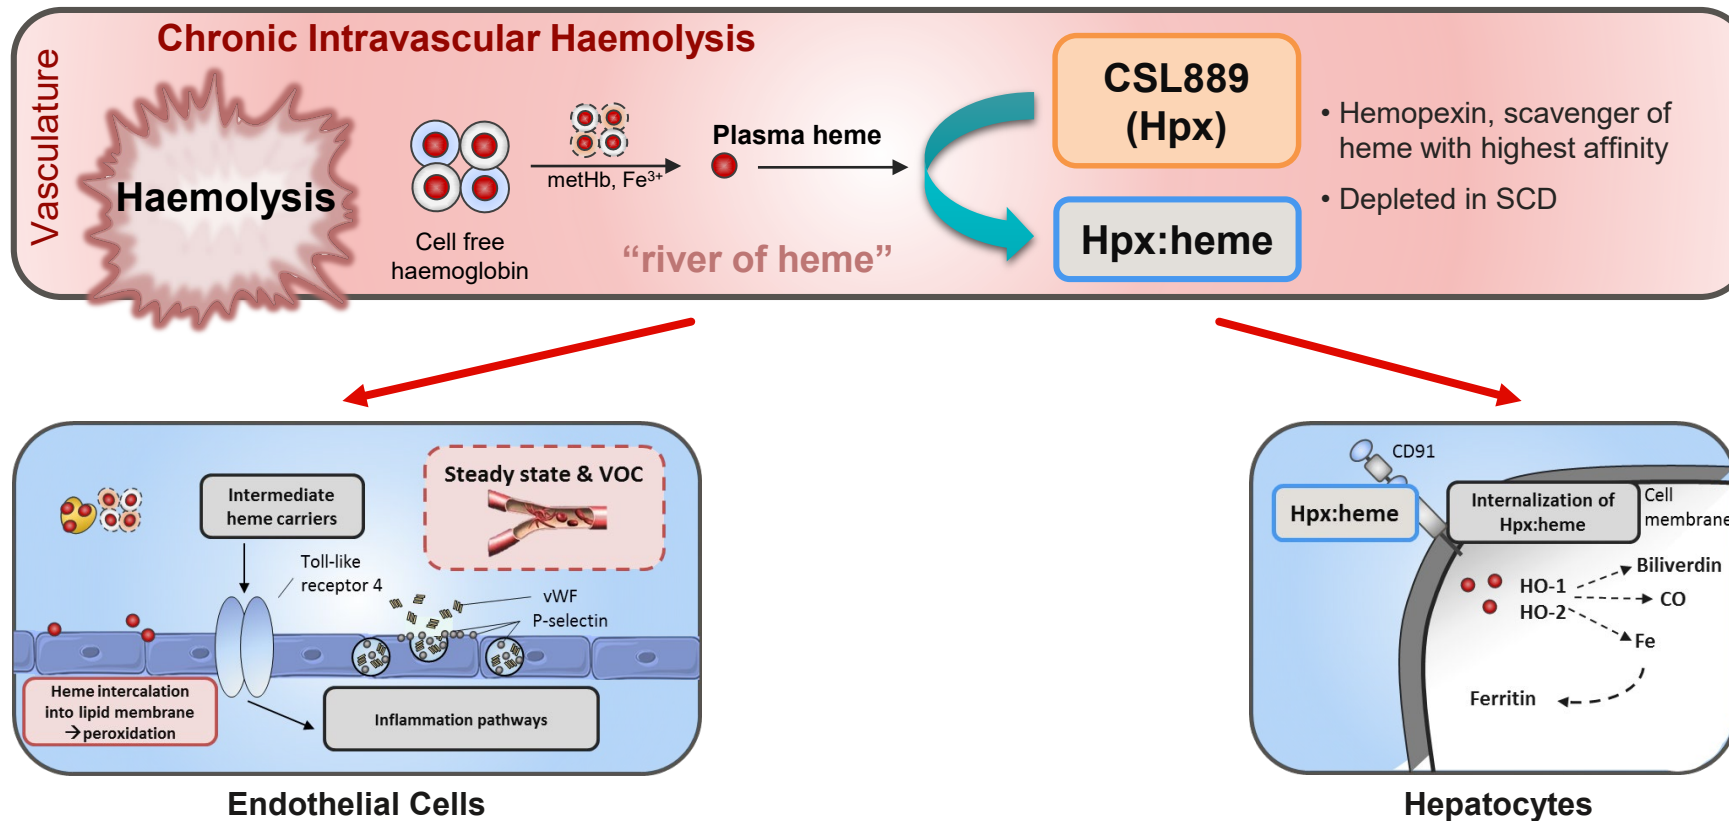 Chronic Intravascular Haemolysis
Vasculature
Haemolysis
Cell free
haemoglobin
metHb, Fe³⁺
Plasma heme
“river of heme”
CSL889
(Hpx)
Hpx:heme
• Hemopexin, scavenger of
heme with highest affinity
• Depleted in SCD
Intermediate
heme carriers
Steady state & VOC
Toll-like
receptor 4
vWF
P-selectin
Heme intercalation
into lipid membrane
→peroxidation
Inflammation pathways
Endothelial Cells
CD91
Hpx:heme
Internalization of
Hpx:heme
Cell
membrane
HO-1
HO-2
Biliverdin
CO
Fe
Ferritin
Hepatocytes